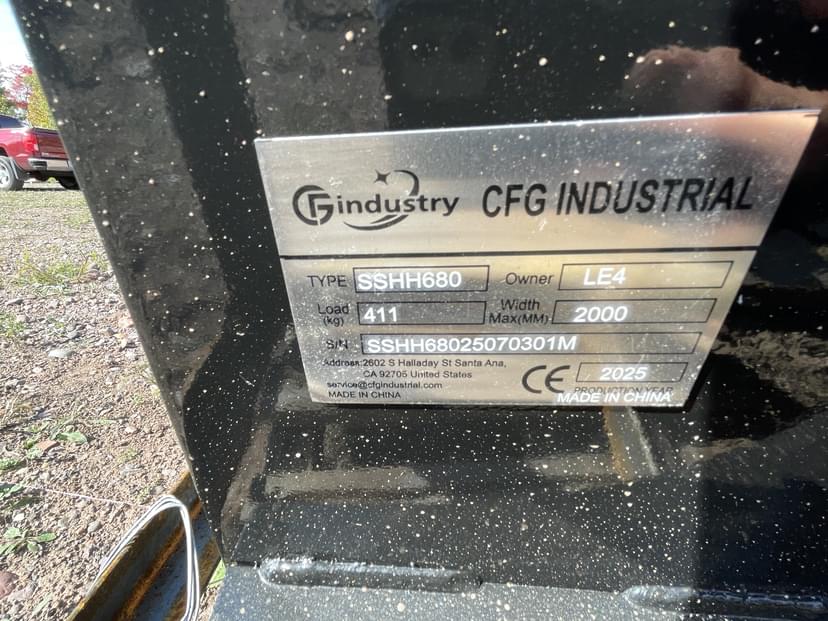 CFindustry CFG INDUSTRIAL
TYPE SSHH680 Owner LE4
Load (kg) 411 Width Max(MM) 2000
S/N SSHH68025070301M
Address:2602 S Halladay St Santa Ana,
CA 92705 United States
service@cfgindustrial.com
MADE IN CHINA
CE 2025
PRODUCTION YEAR
MADE IN CHINA